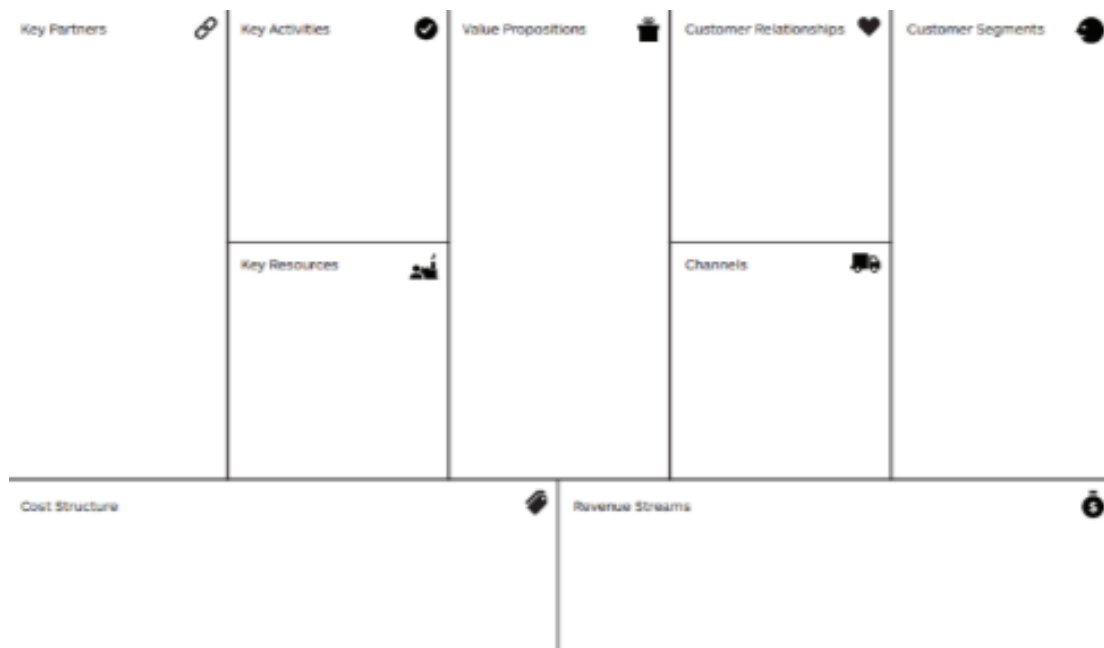 Key Partners
Key Activities
Value Propositions
Customer Relationships
Customer Segments
Key Resources
Channels
Cost Structure
Revenue Streams